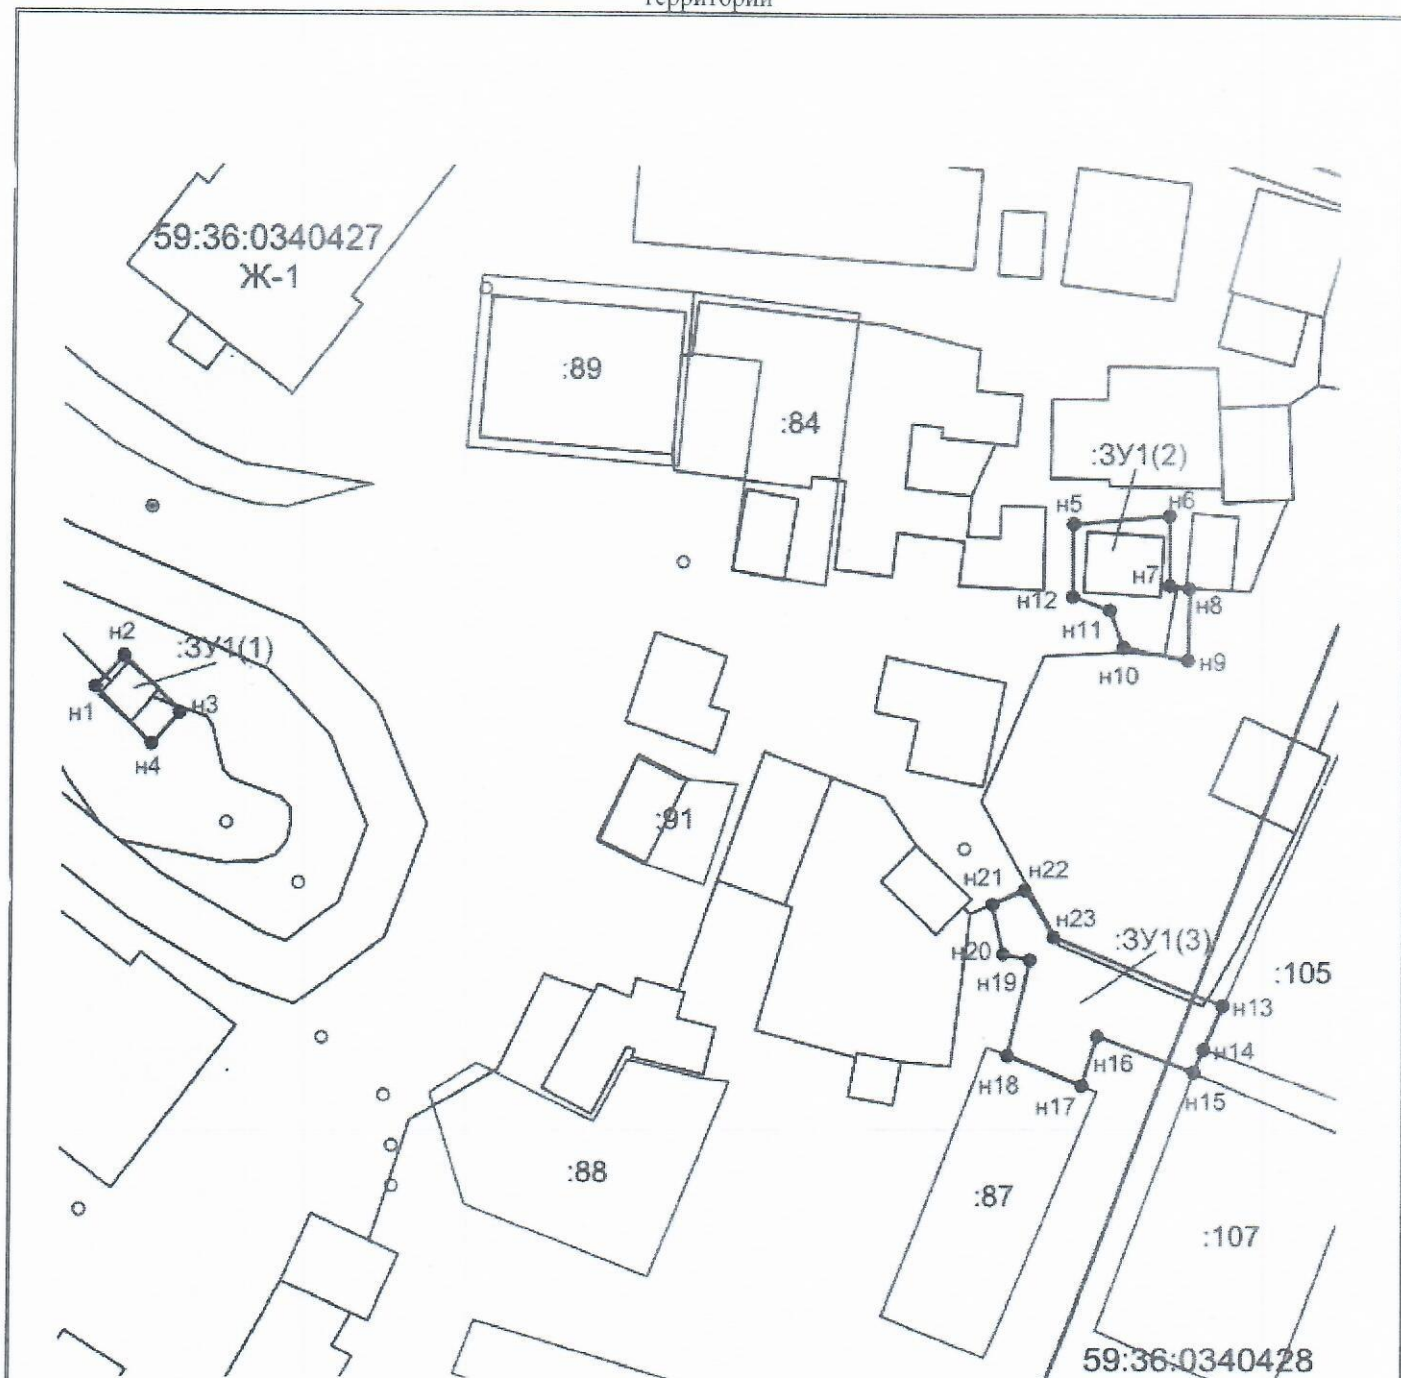 территории
59:36:0340427
Ж-1
:89
:84
:ЗУ1(2)
н5
н6
н7
н8
н12
н11
н10
н9
н2
:ЗУ1(1)
н1
н3
н4
:91
н22
н21
н23
:ЗУ1(3)
н20
н19
:105
н13
н14
н16
н18
н17
н15
:88
:87
:107
59:36:0340428